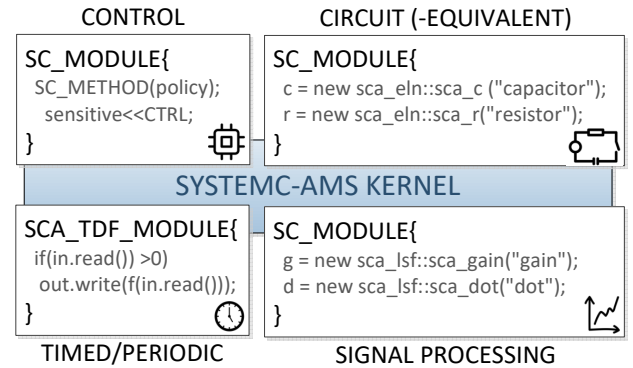 CONTROL
SC_MODULE{
SC_METHOD(policy);
sensitive<<CTRL;
}
CIRCUIT (-EQUIVALENT)
SC_MODULE{
c = new sca_eln::sca_c ("capacitor");
r = new sca_eln::sca_r("resistor");
}
SYSTEMC-AMS KERNEL
SCA_TDF_MODULE{
if(in.read()) >0)
out.write(f(in.read()));
}
TIMED/PERIODIC
SC_MODULE{
g = new sca_lsf::sca_gain("gain");
d = new sca_lsf::sca_dot("dot");
}
SIGNAL PROCESSING